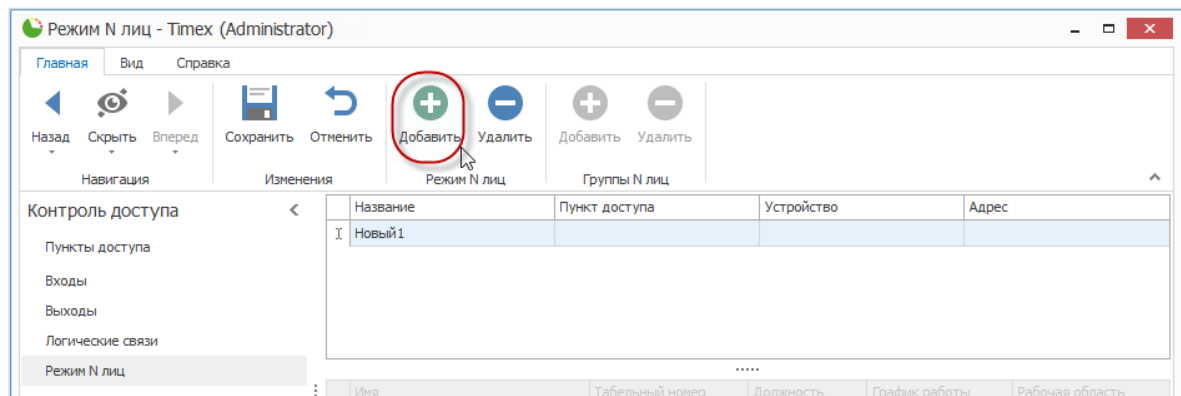 Режим N лиц - Timex (Administrator)
Главная Вид Справка
Назад Скрыть Вперед Сохранить Отменить Добавить Удалить Добавить Удалить
Навигация Изменения Режим N лиц Группы N лиц
Контроль доступа
Название Пункт доступа Устройство Адрес
Новый1
Пункты доступа
Входы
Выходы
Логические связи
Режим N лиц
Имя Табельный номер Должность График работы Рабочая область